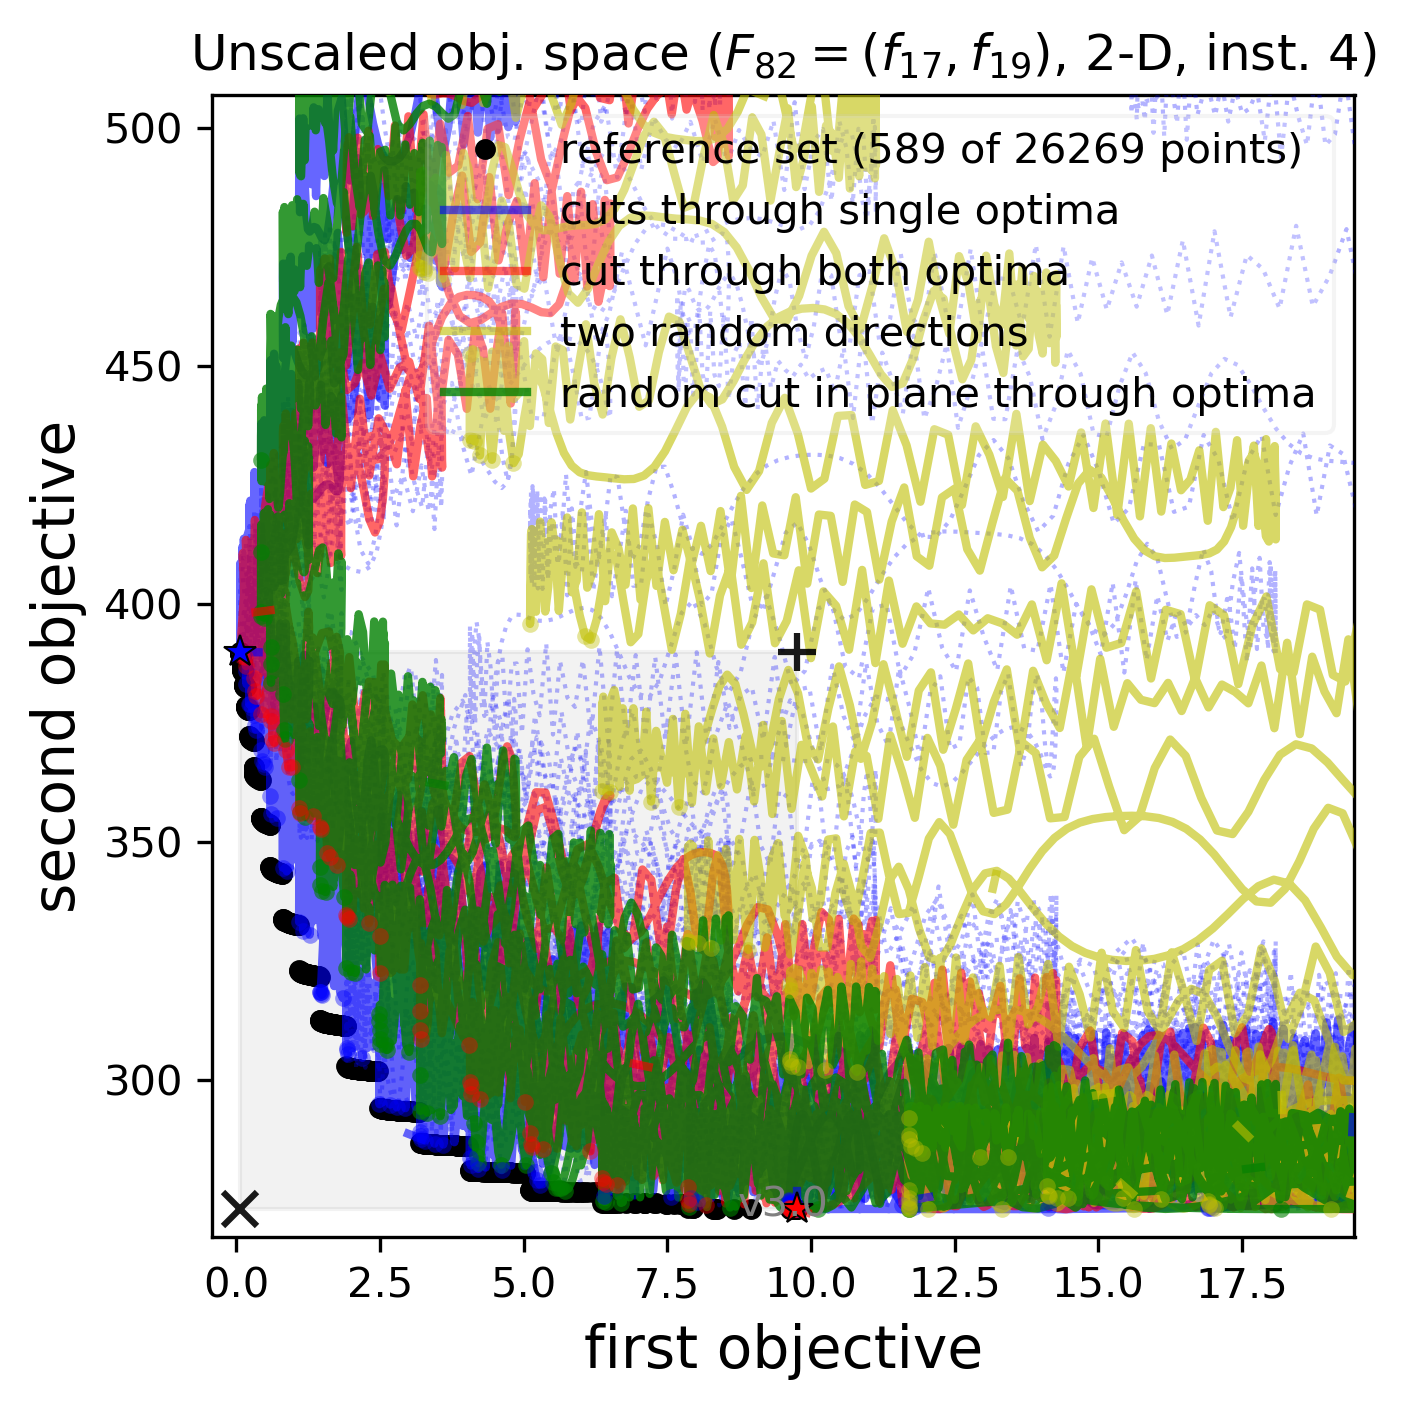 Unscaled obj. space (F₈₂ = (f₁₇, f₁₉), 2-D, inst. 4)
500
450
400
350
300
second objective
reference set (589 of 26269 points)
cuts through single optima
cut through both optima
two random directions
random cut in plane through optima
v3.0
0.0 2.5 5.0 7.5 10.0 12.5 15.0 17.5
first objective